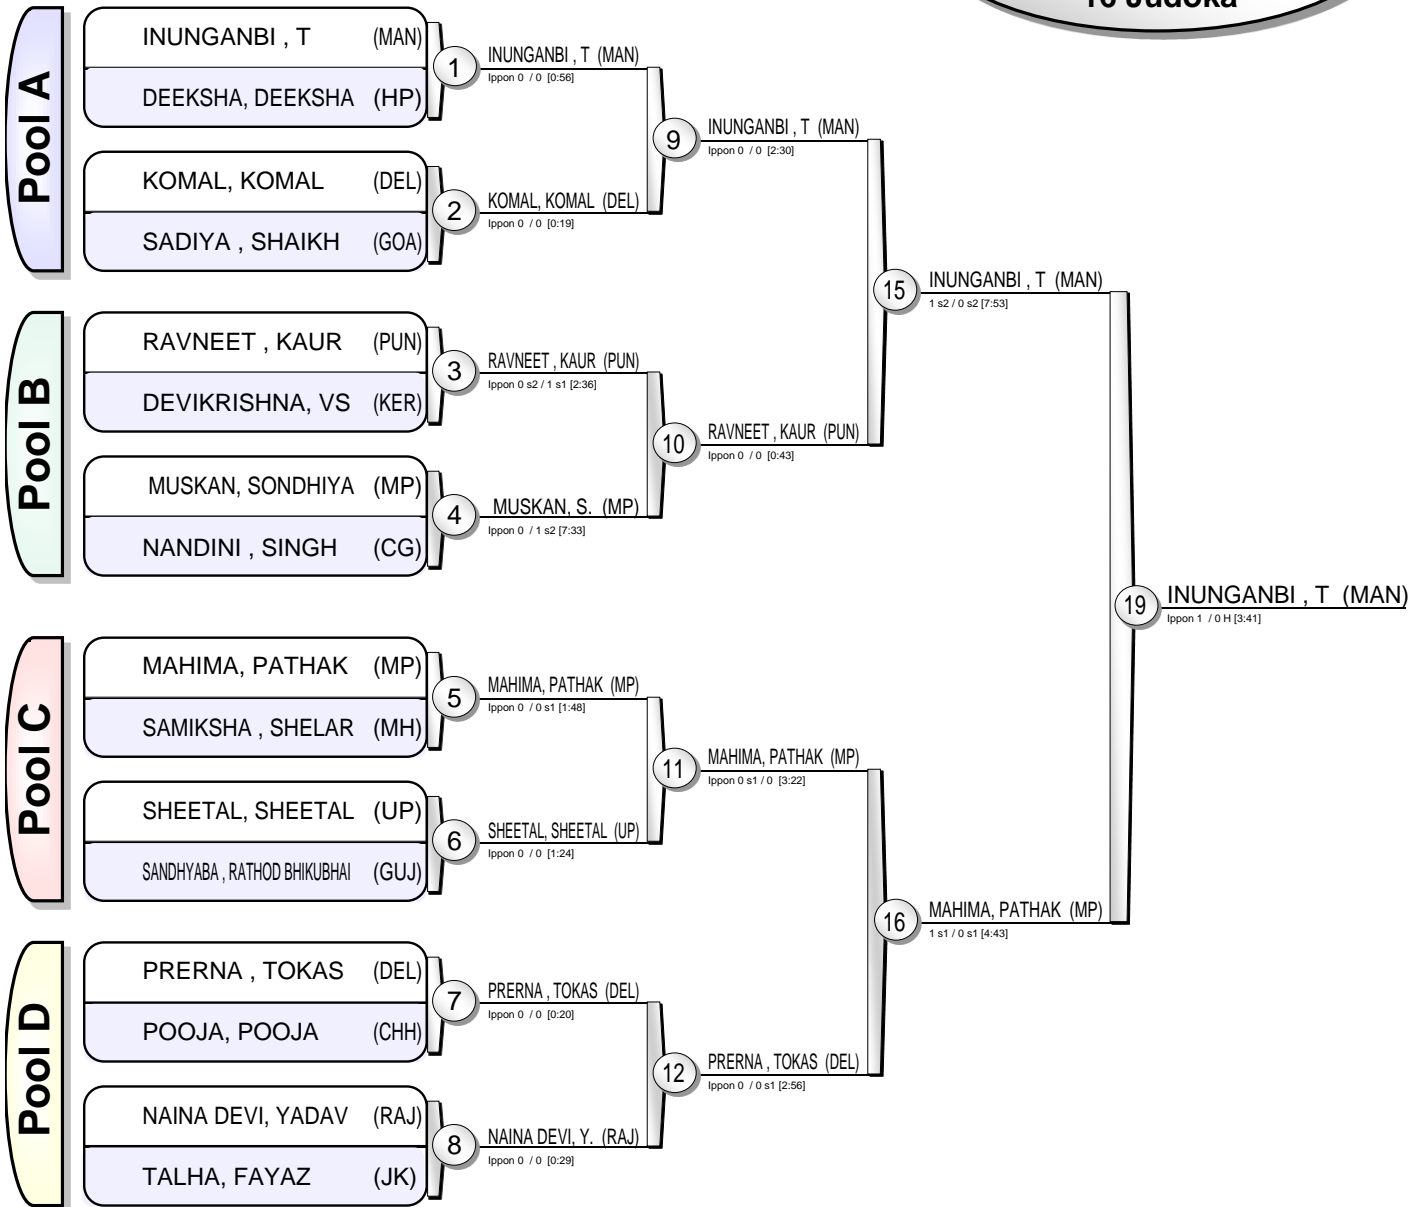 16 Judoka
Pool A
INUNGANBI , T (MAN)
DEEKSHA, DEEKSHA (HP)
1
INUNGANBI , T (MAN)
Ippon 0 / 0 [0:56]
KOMAL, KOMAL (DEL)
SADIYA , SHAIKH (GOA)
2
KOMAL, KOMAL (DEL)
Ippon 0 / 0 [0:19]
9
INUNGANBI , T (MAN)
Ippon 0 / 0 [2:30]
Pool B
RAVNEET , KAUR (PUN)
DEVIKRISHNA, VS (KER)
3
RAVNEET , KAUR (PUN)
Ippon 0 s2 / 1 s1 [2:36]
MUSKAN, SONDHIYA (MP)
NANDINI , SINGH (CG)
4
MUSKAN, S. (MP)
Ippon 0 / 1 s2 [7:33]
10
RAVNEET , KAUR (PUN)
Ippon 0 / 0 [0:43]
15
INUNGANBI , T (MAN)
1 s2 / 0 s2 [7:53]
Pool C
MAHIMA, PATHAK (MP)
SAMIKSHA , SHELAR (MH)
5
MAHIMA, PATHAK (MP)
Ippon 0 / 0 s1 [1:48]
SHEETAL, SHEETAL (UP)
SANDHYABA , RATHOD BHIKUBHAI (GUJ)
6
SHEETAL, SHEETAL (UP)
Ippon 0 / 0 [1:24]
11
MAHIMA, PATHAK (MP)
Ippon 0 s1 / 0 [3:22]
Pool D
PRERNA , TOKAS (DEL)
POOJA, POOJA (CHH)
7
PRERNA , TOKAS (DEL)
Ippon 0 / 0 [0:20]
NAINA DEVI, YADAV (RAJ)
TALHA, FAYAZ (JK)
8
NAINA DEVI, Y. (RAJ)
Ippon 0 / 0 [0:29]
12
PRERNA , TOKAS (DEL)
Ippon 0 / 0 s1 [2:56]
16
MAHIMA, PATHAK (MP)
1 s1 / 0 s1 [4:43]
19
INUNGANBI , T (MAN)
Ippon 1 / 0 H [3:41]